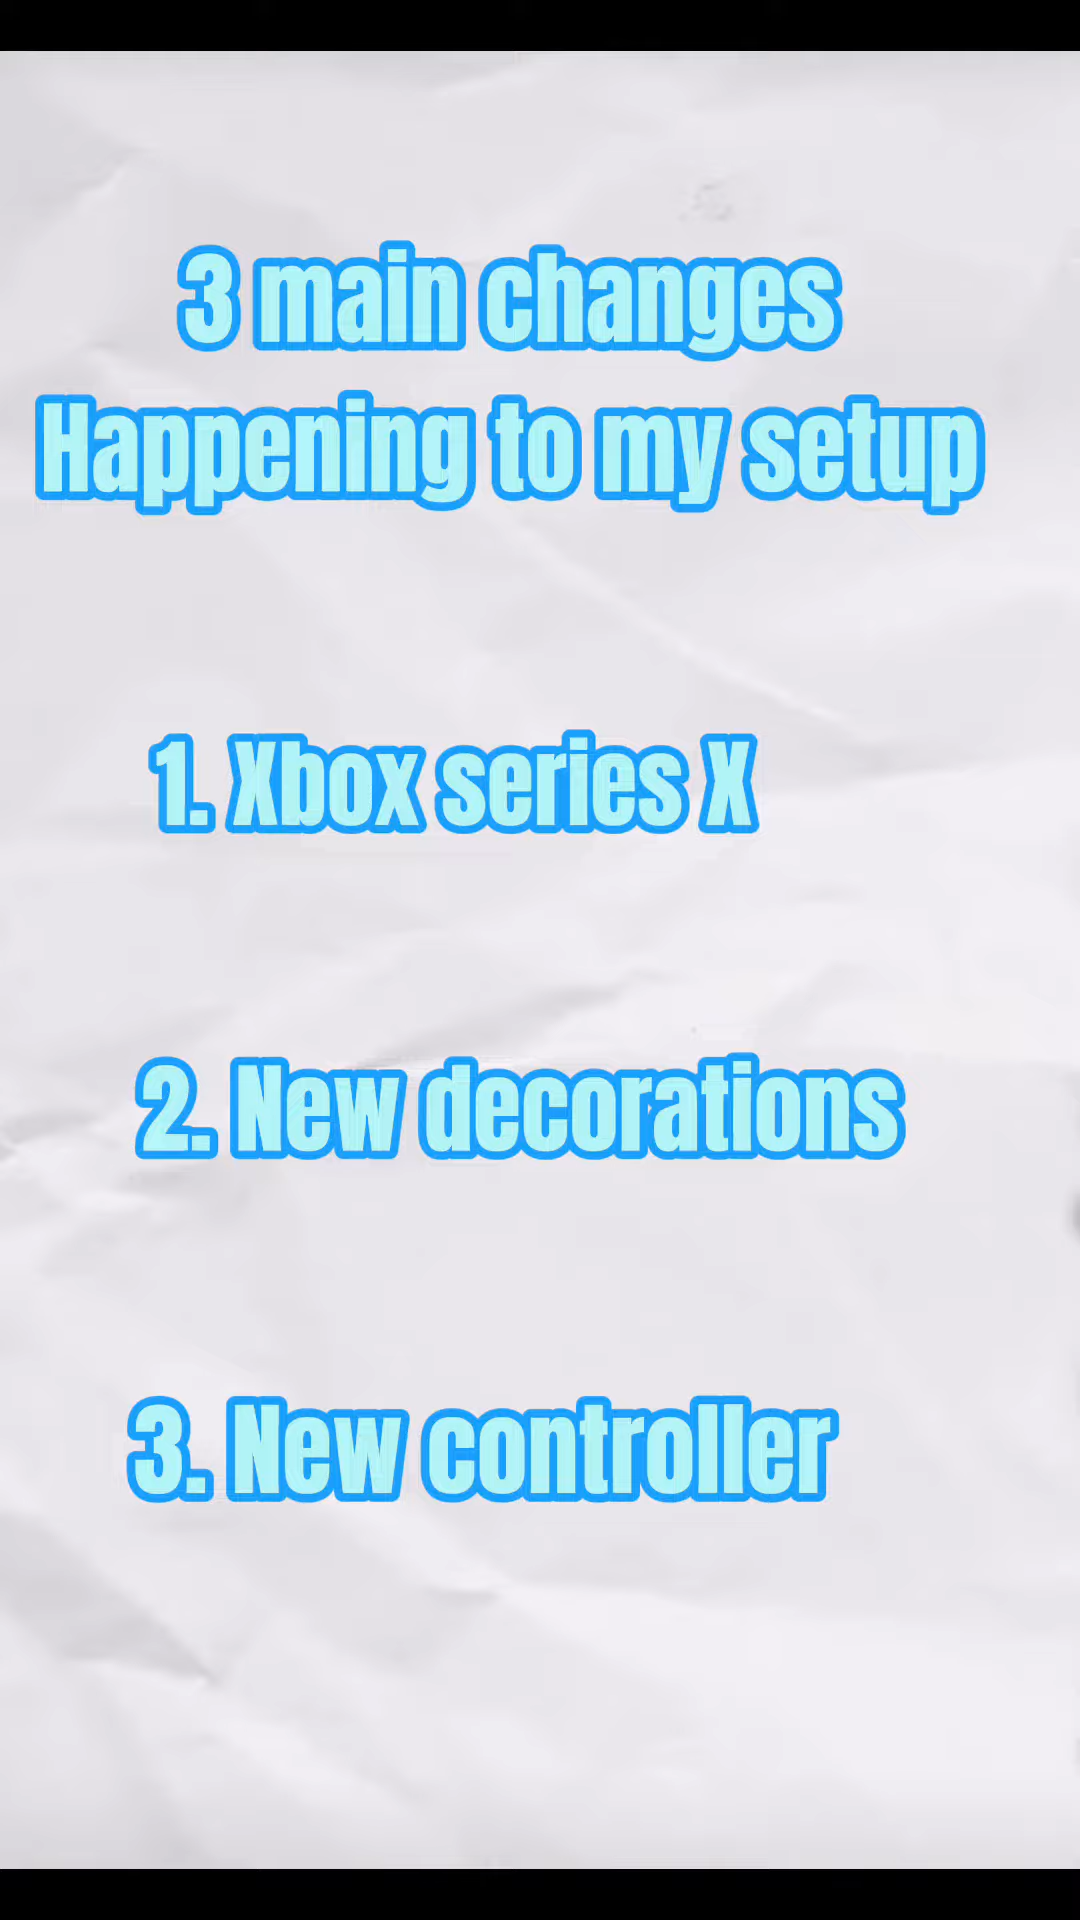 3 main changes
Happening to my setup
1. Xbox series X
2. New decorations
3. New controller